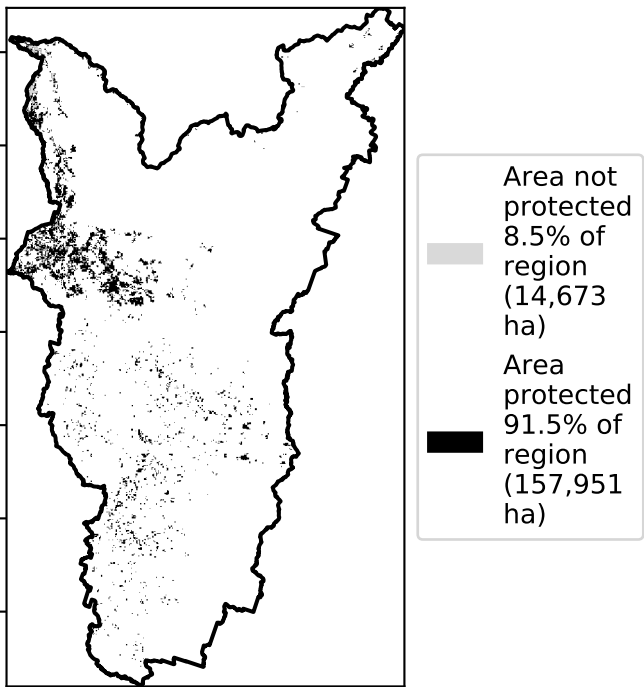 Area not
protected
8.5% of
region
(14,673
ha)
Area
protected
91.5% of
region
(157,951
ha)